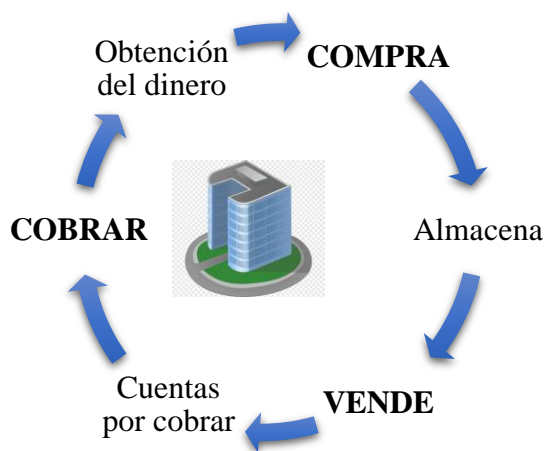 Obtención
del dinero
COMPRA
Almacena
VENDE
Cuentas
por cobrar
COBRAR